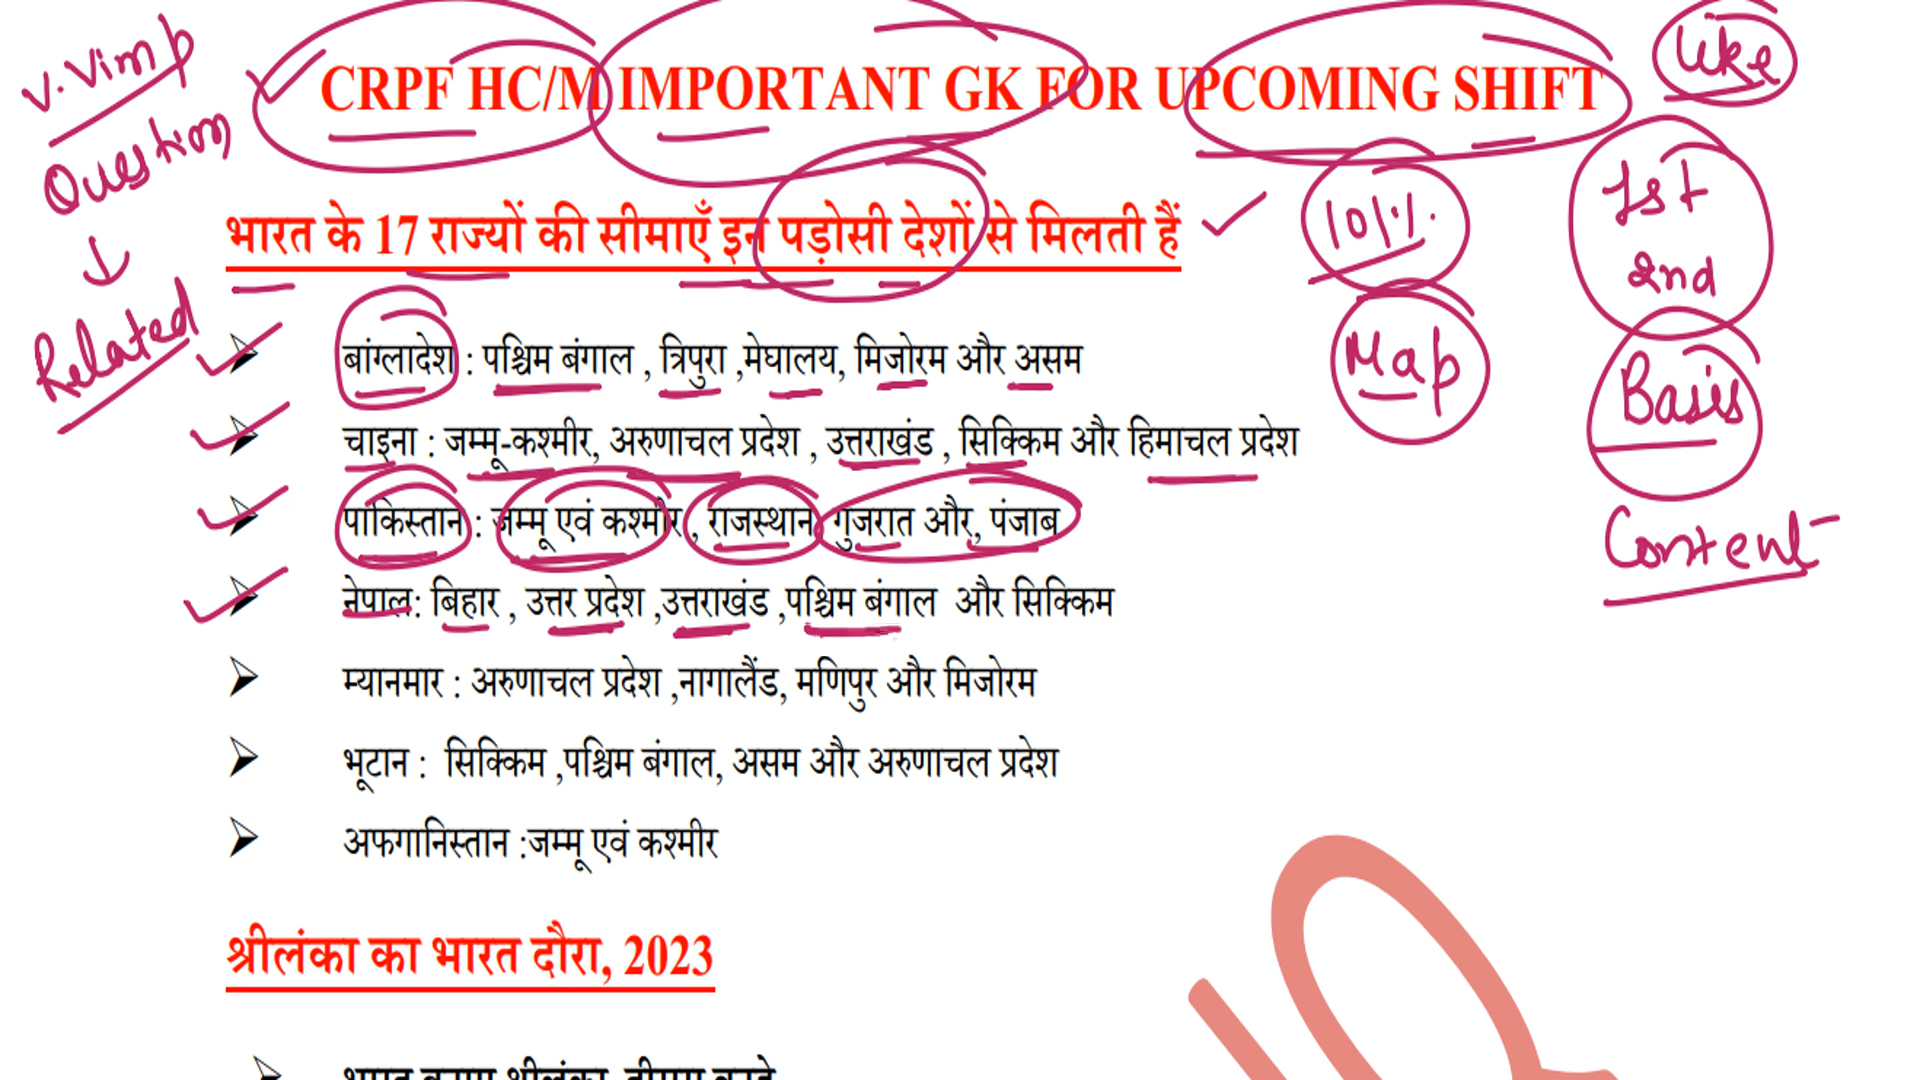 CRPF HC/M IMPORTANT GK FOR UPCOMING SHIFT
V.Vimp
Question
Related
Like
1st
2nd
Basis
Content
101%.
Map
भारत के 17 राज्यों की सीमाएँ इन पड़ोसी देशों से मिलती हैं
बांग्लादेश : पश्चिम बंगाल , त्रिपुरा ,मेघालय, मिजोरम और असम
चाइना : जम्मू-कश्मीर, अरुणाचल प्रदेश , उत्तराखंड , सिक्किम और हिमाचल प्रदेश
पाकिस्तान : जम्मू एवं कश्मीर , राजस्थान, गुजरात और, पंजाब
नेपाल: बिहार , उत्तर प्रदेश ,उत्तराखंड ,पश्चिम बंगाल और सिक्किम
म्यानमार : अरुणाचल प्रदेश ,नागालैंड, मणिपुर और मिजोरम
भूटान : सिक्किम ,पश्चिम बंगाल, असम और अरुणाचल प्रदेश
अफगानिस्तान :जम्मू एवं कश्मीर
श्रीलंका का भारत दौरा, 2023